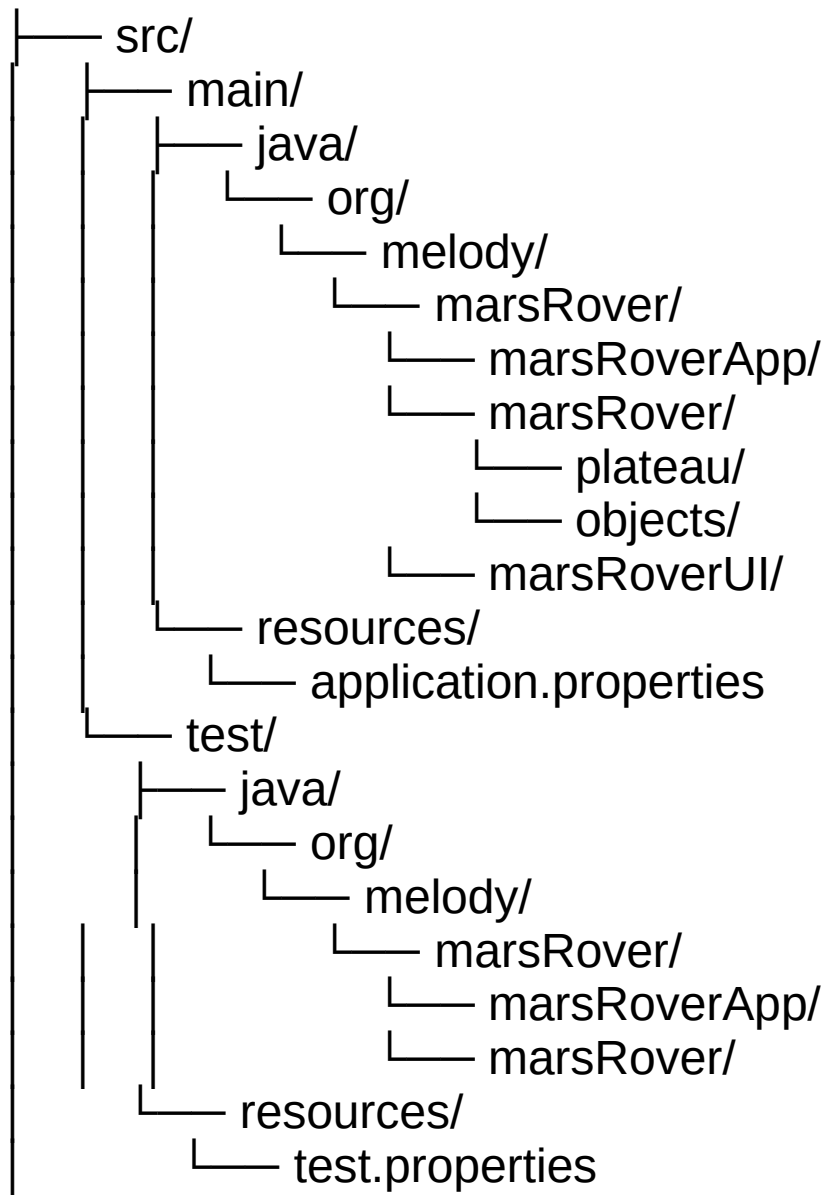 src/
main/
java/
org/
melody/
marsRover/
marsRoverApp/
marsRover/
plateau/
objects/
marsRoverUI/
resources/
application.properties
test/
java/
org/
melody/
marsRover/
marsRoverApp/
marsRover/
resources/
test.properties